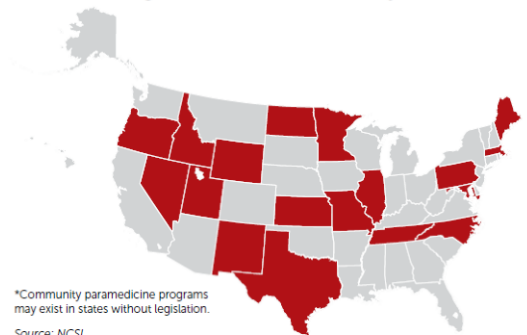 *Community paramedicine programs
may exist in states without legislation.
Source: NCSL